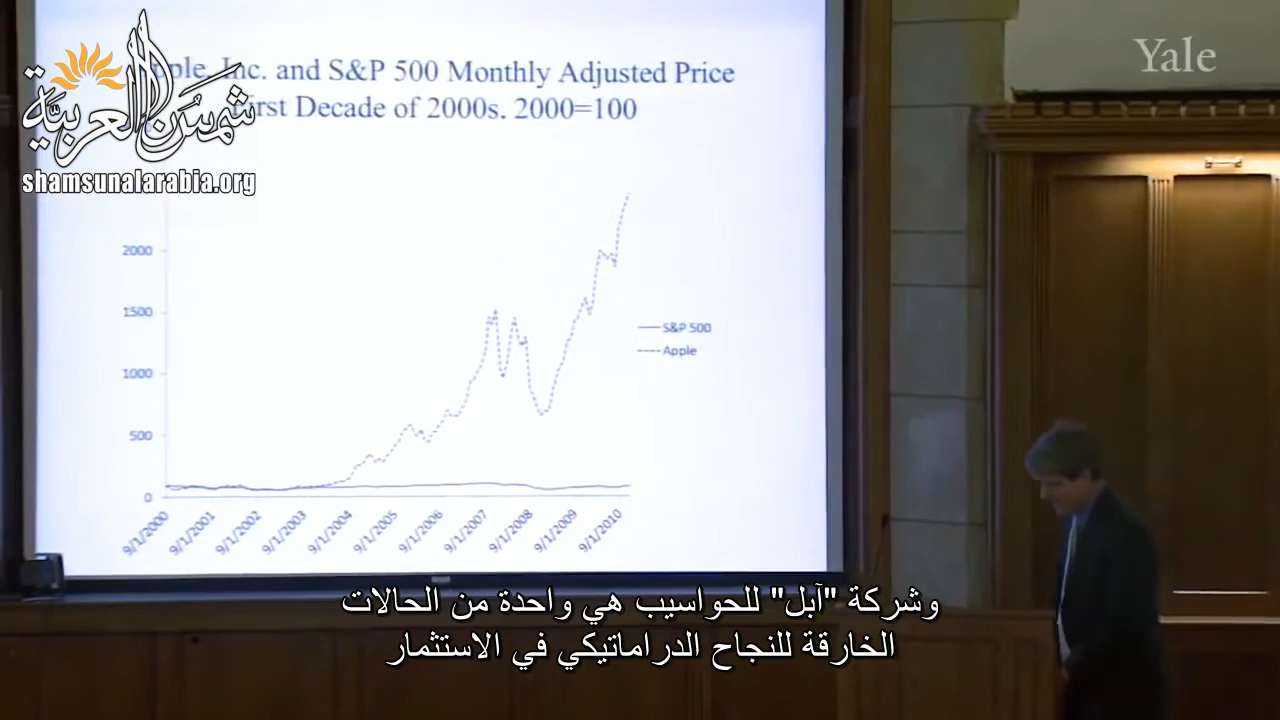 شمس العربية
shamsunalarabia.org
Yale
ple, Inc. and S&P 500 Monthly Adjusted Price
irst Decade of 2000s. 2000=100
2000
1500
1000
500
0
S&P 500
Apple
9/1/2000
9/1/2001
9/1/2002
9/1/2003
9/1/2004
9/1/2005
9/1/2006
9/1/2007
9/1/2008
9/1/2009
9/1/2010
وشركة "آبل" للحواسيب هي واحدة من الحالات
الخارقة للنجاح الدراماتيكي في الاستثمار